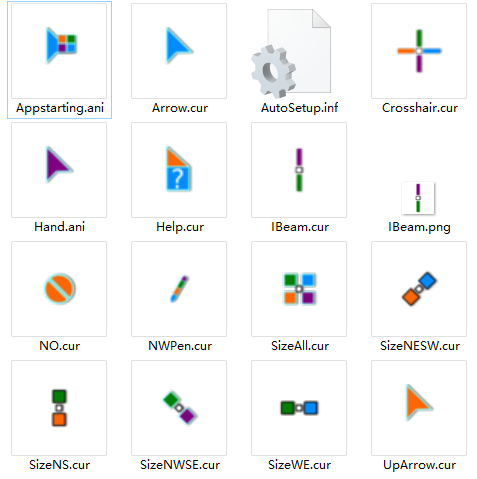 Appstarting.ani
Arrow.cur
AutoSetup.inf
Crosshair.cur
Hand.ani
?
Help.cur
IBeam.cur
IBeam.png
NO.cur
NWPen.cur
SizeAll.cur
SizeNESW.cur
SizeNS.cur
SizeNWSE.cur
SizeWE.cur
UpArrow.cur